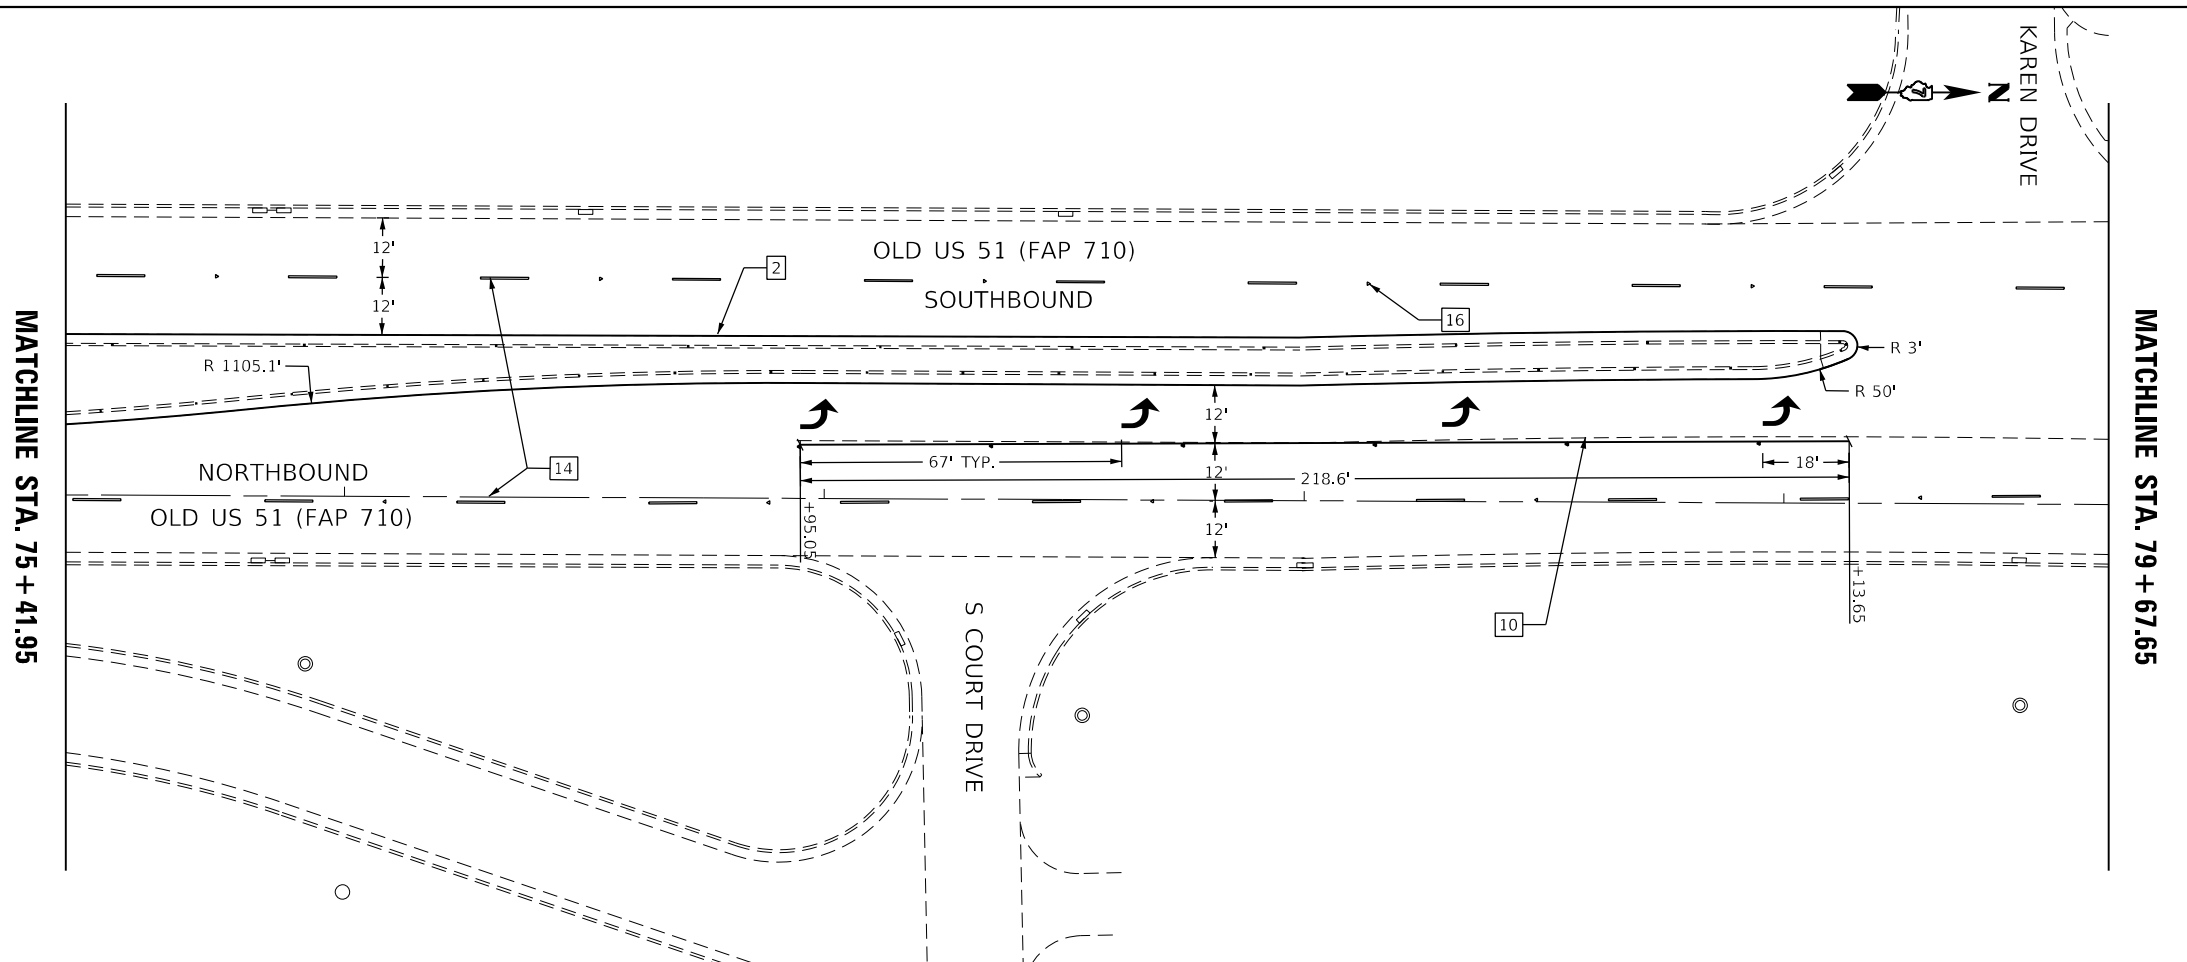 KAREN DRIVE
N
12'
12'
OLD US 51 (FAP 710)
SOUTHBOUND
2
16
R 1105.1'
R 3'
R 50'
MATCHLINE STA. 75+41.95
MATCHLINE STA. 79+67.65
12'
NORTHBOUND
14
67' TYP.
12'
218.6'
18'
OLD US 51 (FAP 710)
+95.05
12'
+13.65
10
S COURT DRIVE